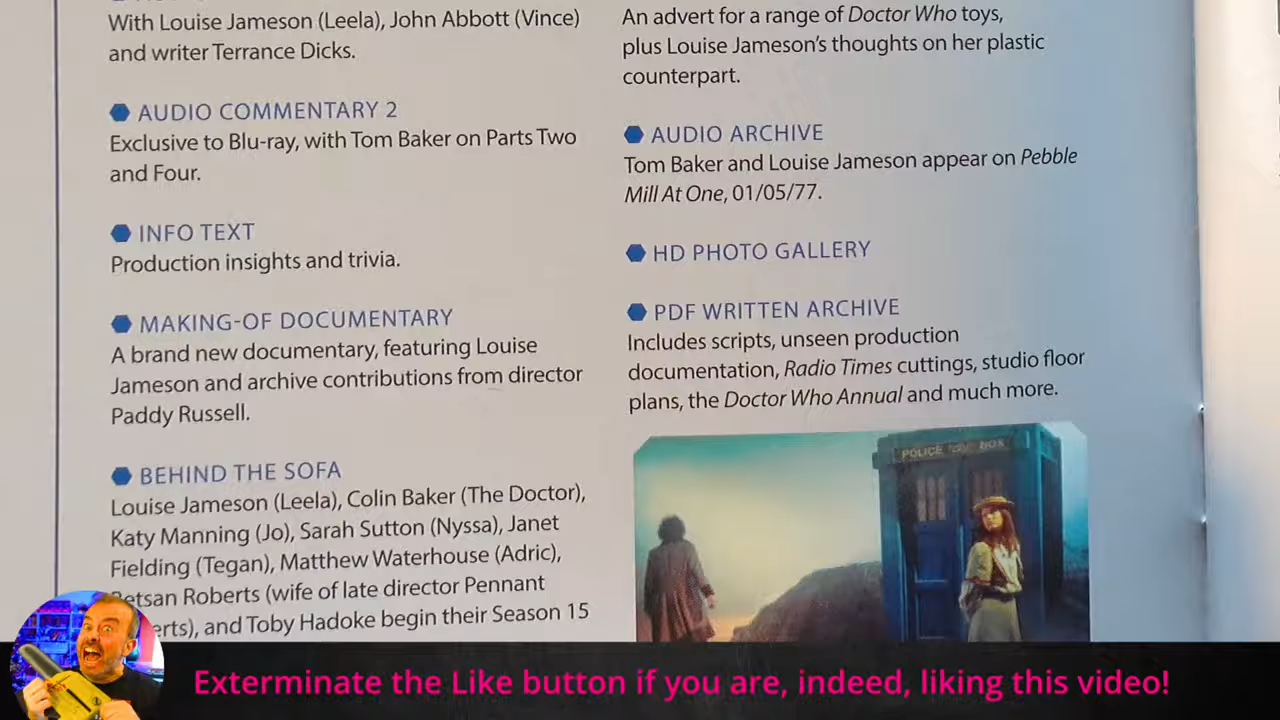 With Louise Jameson (Leela), John Abbott (Vince)
and writer Terrance Dicks.
AUDIO COMMENTARY 2
Exclusive to Blu-ray, with Tom Baker on Parts Two
and Four.
INFO TEXT
Production insights and trivia.
MAKING-OF DOCUMENTARY
A brand new documentary, featuring Louise
Jameson and archive contributions from director
Paddy Russell.
BEHIND THE SOFA
Louise Jameson (Leela), Colin Baker (The Doctor),
Katy Manning (Jo), Sarah Sutton (Nyssa), Janet
Fielding (Tegan), Matthew Waterhouse (Adric),
Betsan Roberts (wife of late director Pennant
erts), and Toby Hadoke begin their Season 15
An advert for a range of Doctor Who toys,
plus Louise Jameson's thoughts on her plastic
counterpart.
AUDIO ARCHIVE
Tom Baker and Louise Jameson appear on Pebble
Mill At One, 01/05/77.
HD PHOTO GALLERY
PDF WRITTEN ARCHIVE
Includes scripts, unseen production
documentation, Radio Times cuttings, studio floor
plans, the Doctor Who Annual and much more.
POLICE BOX
Exterminate the Like button if you are, indeed, liking this video!